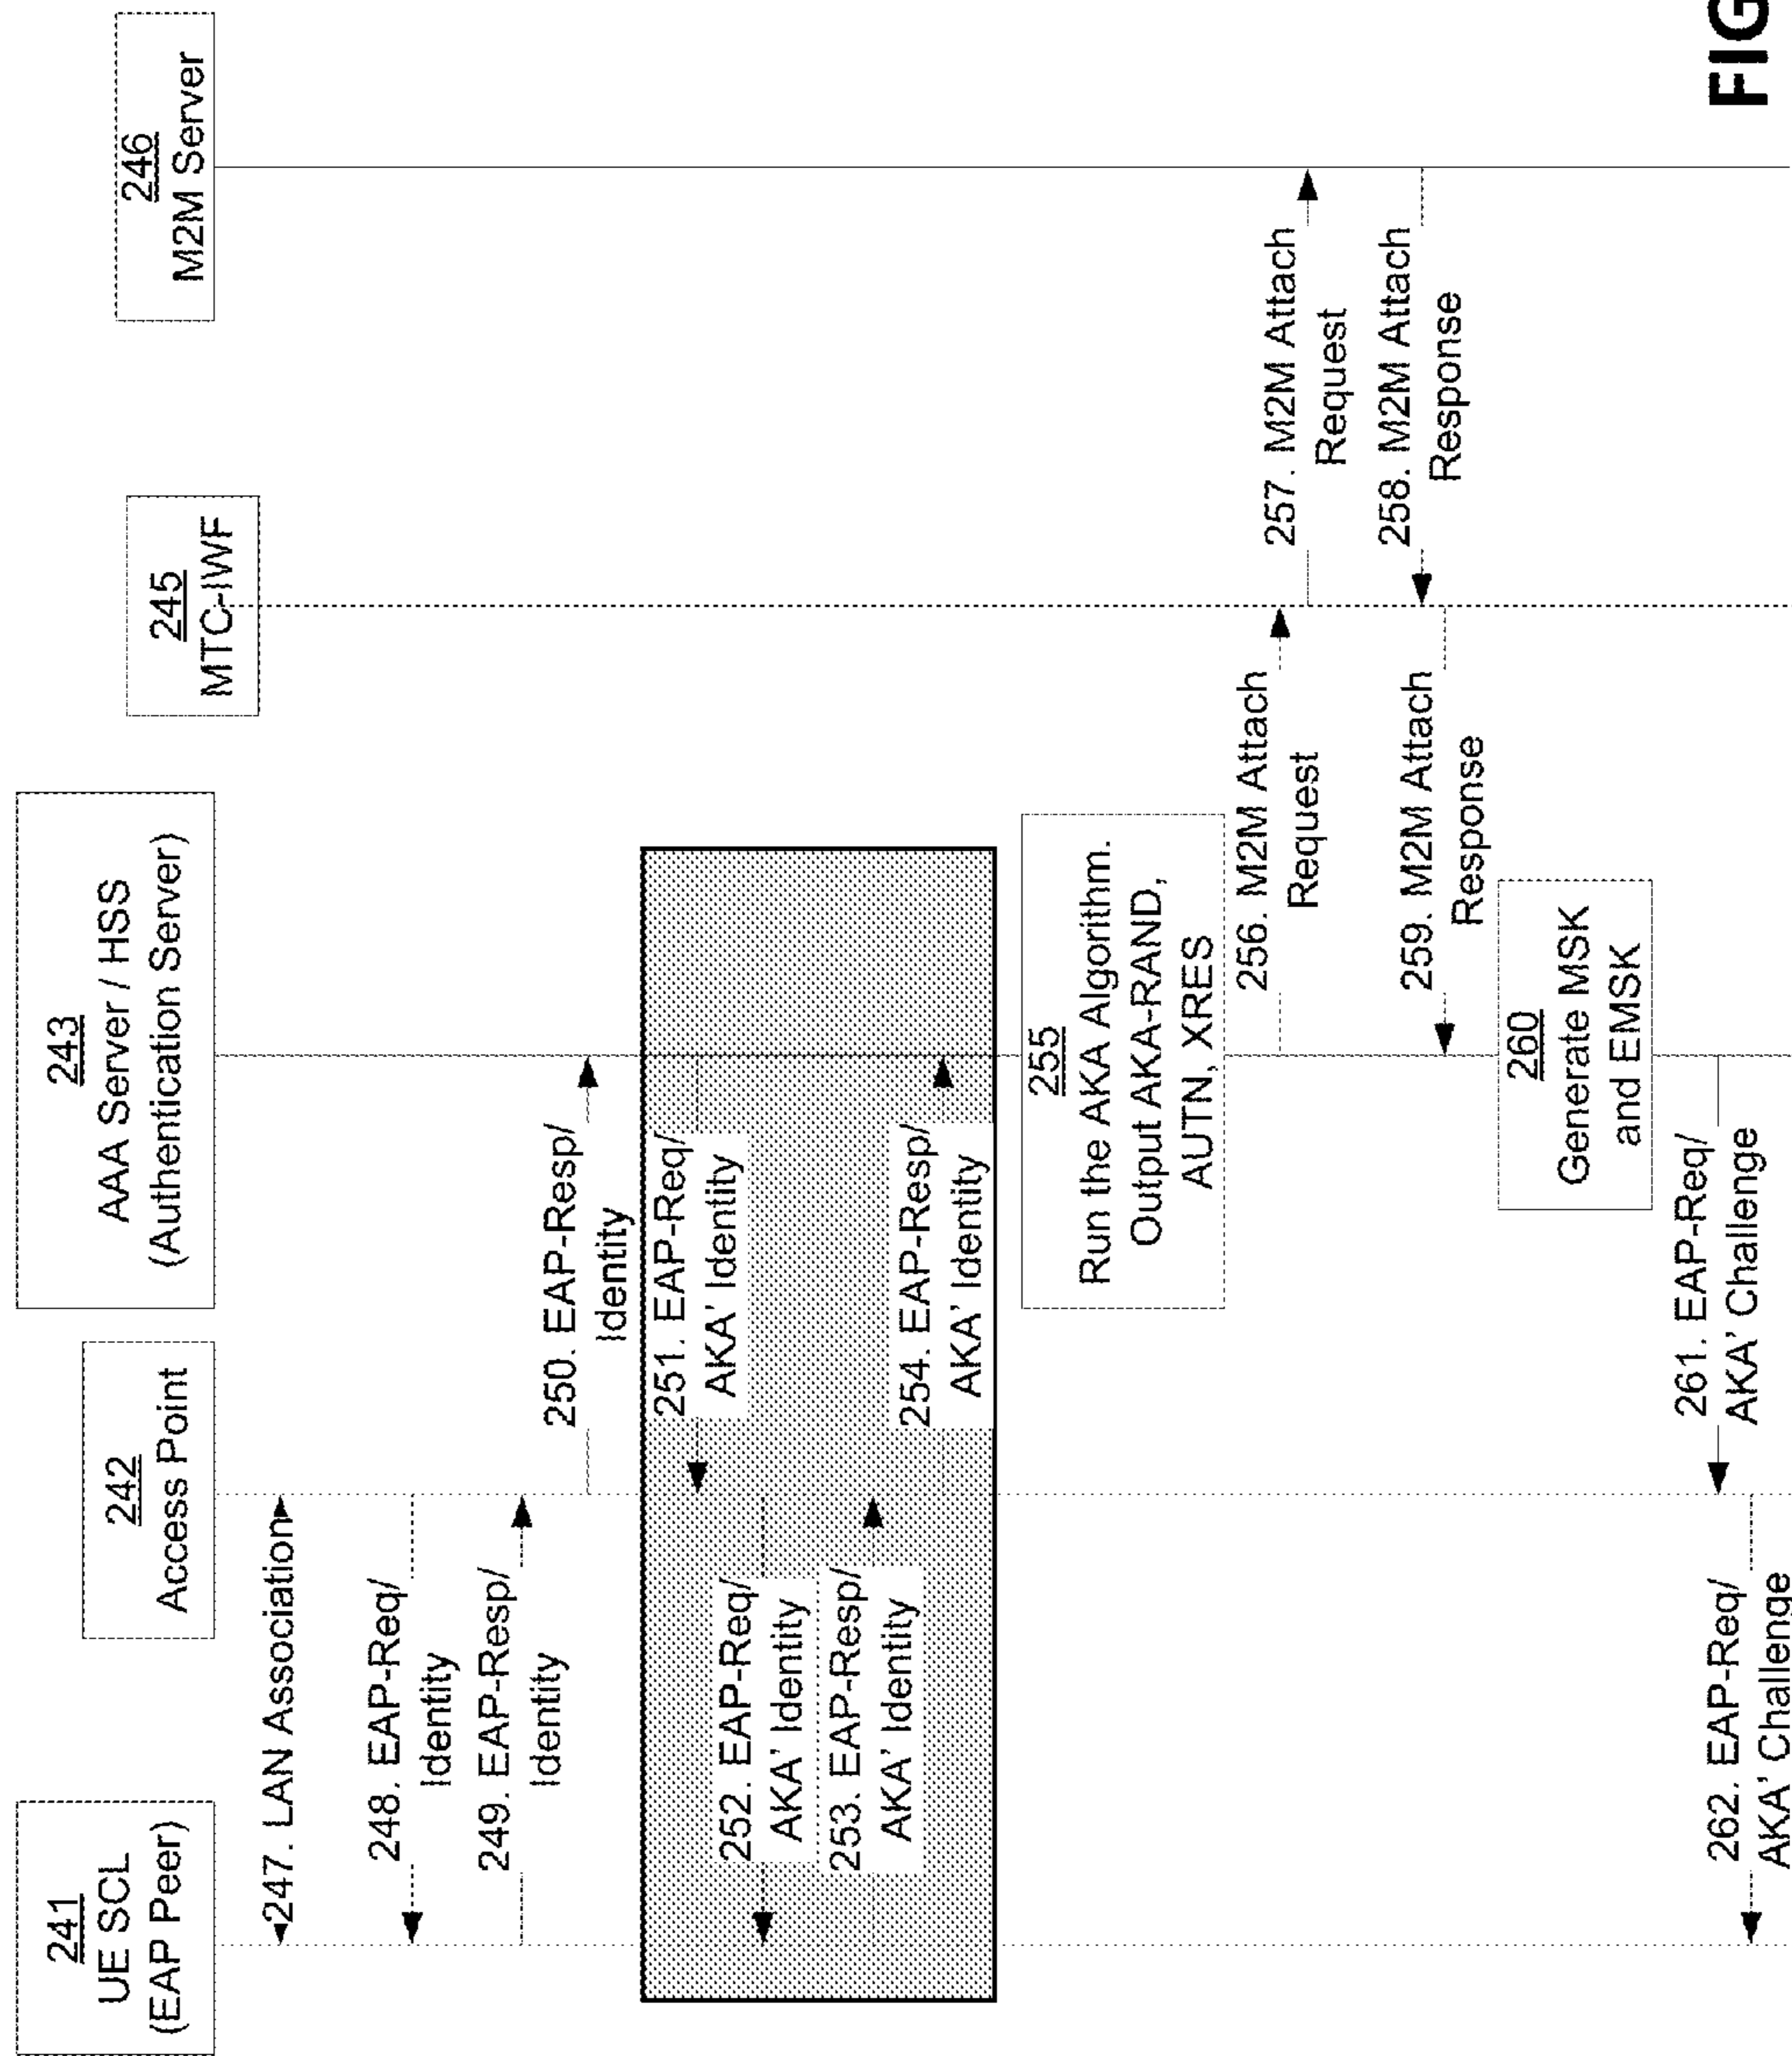 241
UE SCL
(EAP Peer)
242
Access Point
243
AAA Server / HSS
(Authentication Server)
245
MTC-IWF
246
M2M Server
247. LAN Association
248. EAP-Req/
Identity
249. EAP-Resp/
Identity
250. EAP-Resp/
Identity
251. EAP-Req/
AKA' Identity
252. EAP-Req/
AKA' Identity
253. EAP-Resp/
AKA' Identity
254. EAP-Resp/
AKA' Identity
255
Run the AKA Algorithm.
Output AKA-RAND,
AUTN, XRES
256. M2M Attach
Request
257. M2M Attach
Request
258. M2M Attach
Response
259. M2M Attach
Response
260
Generate MSK
and EMSK
261. EAP-Req/
AKA' Challenge
262. EAP-Req/
AKA' Challenge
FIG